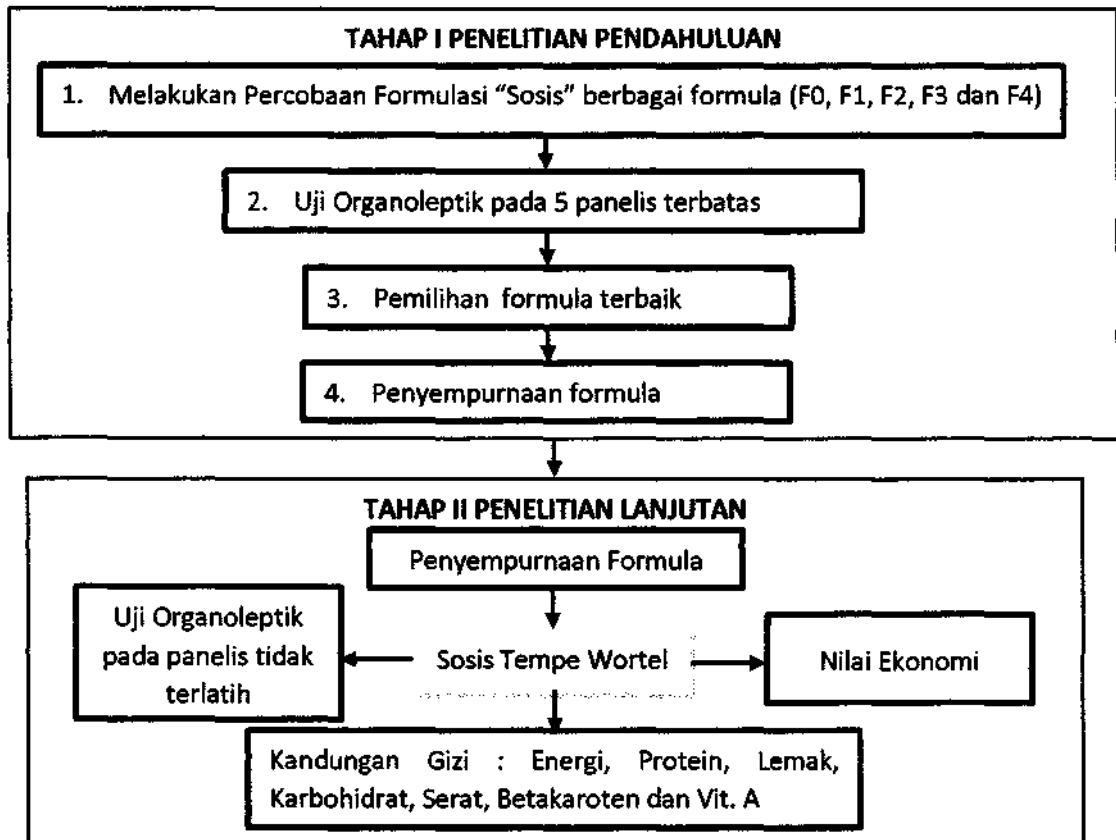 TAHAP I PENELITIAN PENDAHULUAN
1. Melakukan Percobaan Formulasi “Sosis” berbagai formula (F0, F1, F2, F3 dan F4)
2. Uji Organoleptik pada 5 panelis terbatas
3. Pemilihan formula terbaik
4. Penyempurnaan formula
TAHAP II PENELITIAN LANJUTAN
Penyempurnaan Formula
Uji Organoleptik
pada panelis tidak
terlatih
Sosis Tempe Wortel
Nilai Ekonomi
Kandungan Gizi : Energi, Protein, Lemak,
Karbohidrat, Serat, Betakaroten dan Vit. A